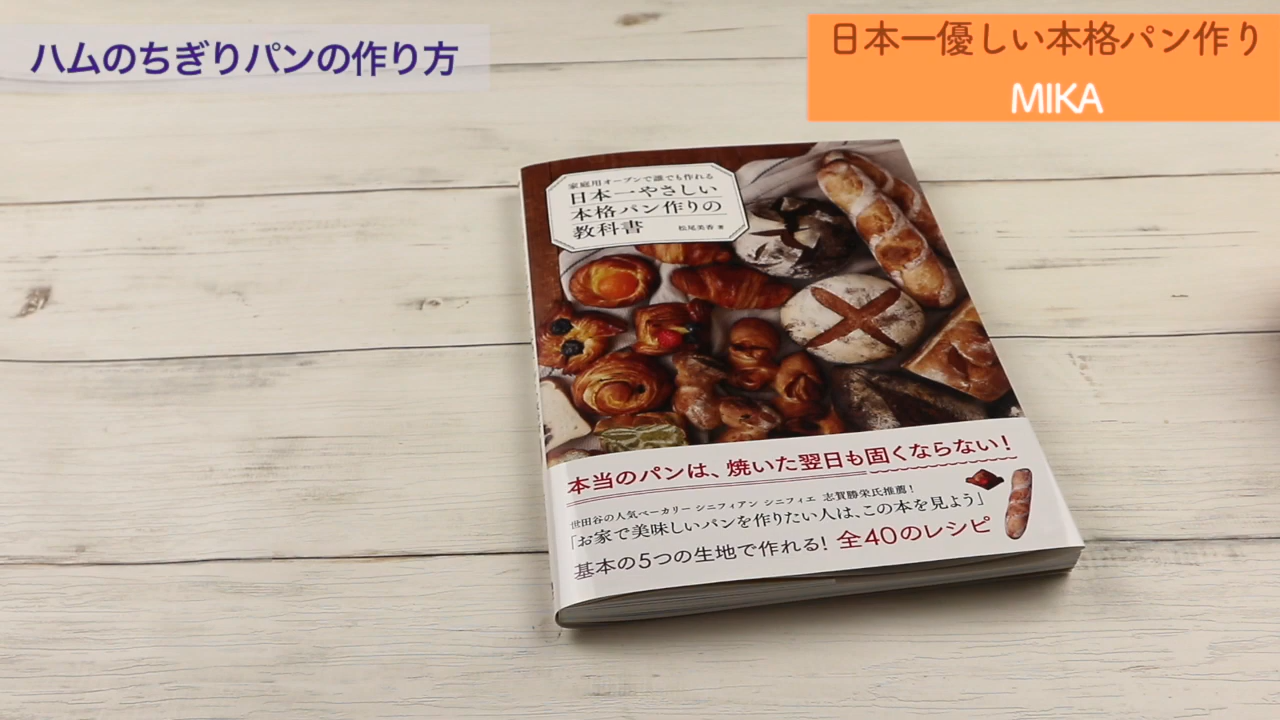 ハムのちぎりパンの作り方
日本一優しい本格パン作り
MIKA
家庭用オーブンで誰でも作れる
日本一やさしい
本格パン作りの
教科書
松尾美香 著
本当のパンは、焼いた翌日も固くならない!
世田谷の人気ベーカリー シニフィアン シニフィエ 志賀勝栄氏推薦!
「お家で美味しいパンを作りたい人は、この本を見よう」
基本の5つの生地で作れる! 全40のレシピ